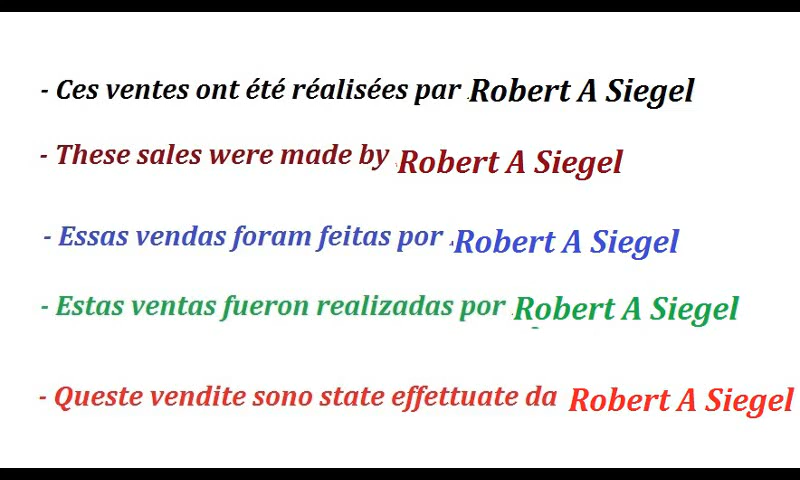 - Ces ventes ont été réalisées par Robert A Siegel
- These sales were made by Robert A Siegel
- Essas vendas foram feitas por Robert A Siegel
- Estas ventas fueron realizadas por Robert A Siegel
- Queste vendite sono state effettuate da Robert A Siegel